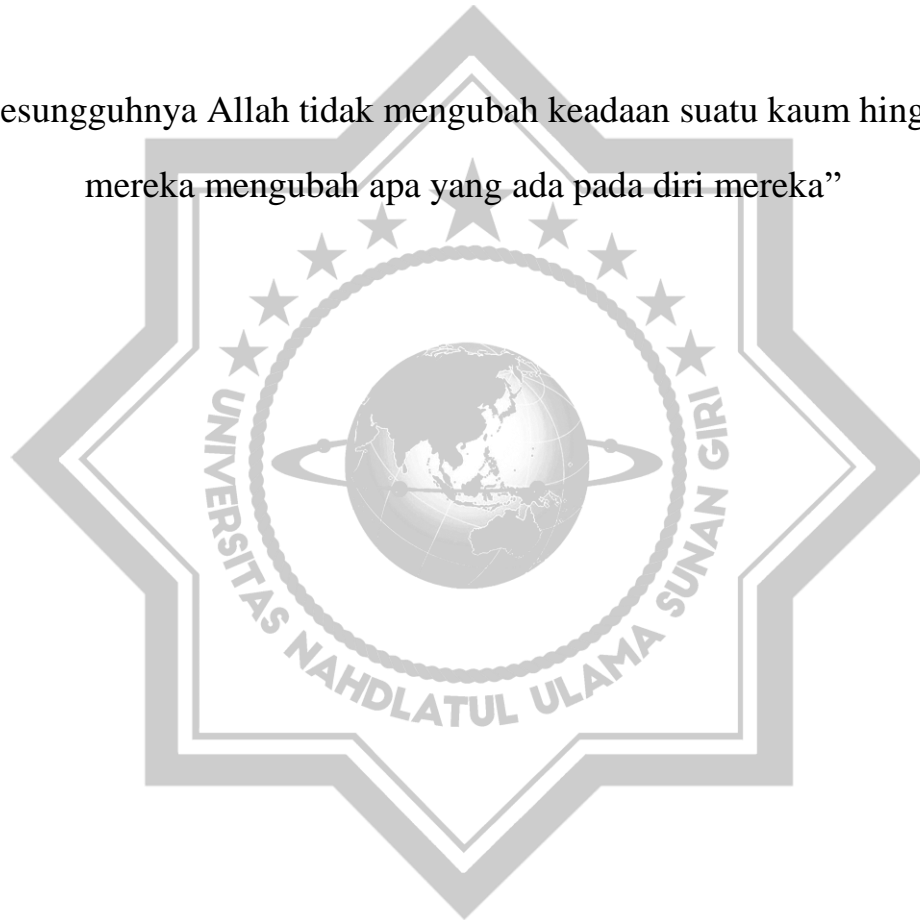 esungguhnya Allah tidak mengubah keadaan suatu kaum hing
mereka mengubah apa yang ada pada diri mereka”
UNIVERSITAS NAHDLATUL ULAMA SUNAN GIRI